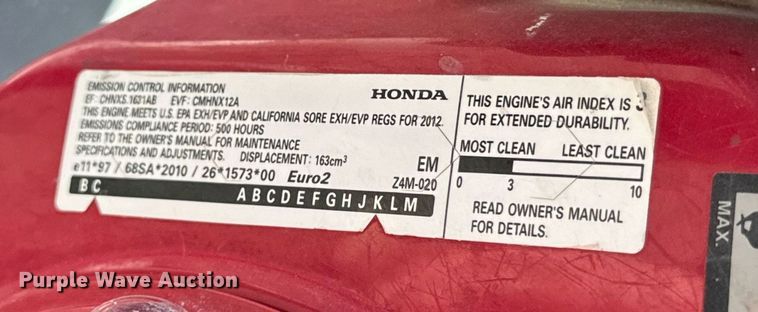 EMISSION CONTROL INFORMATION
EF: CHNXS.1631AB EVF: CMHNX12A
HONDA
THIS ENGINE MEETS U.S. EPA EXH/EVP AND CALIFORNIA SORE EXH/EVP REGS FOR 2012.
EMISSIONS COMPLIANCE PERIOD: 500 HOURS
REFER TO THE OWNER'S MANUAL FOR MAINTENANCE
SPECIFICATIONS AND ADJUSTMENTS. DISPLACEMENT: 163cm³
EM
e11*97 / 68SA*2010 / 26*1573*00 Euro2 Z4M-020
B C A B C D E F G H J K L M
THIS ENGINE'S AIR INDEX IS 3
FOR EXTENDED DURABILITY.
MOST CLEAN LEAST CLEAN
0 3 10
READ OWNER'S MANUAL
FOR DETAILS.
MAX.
Purple Wave Auction